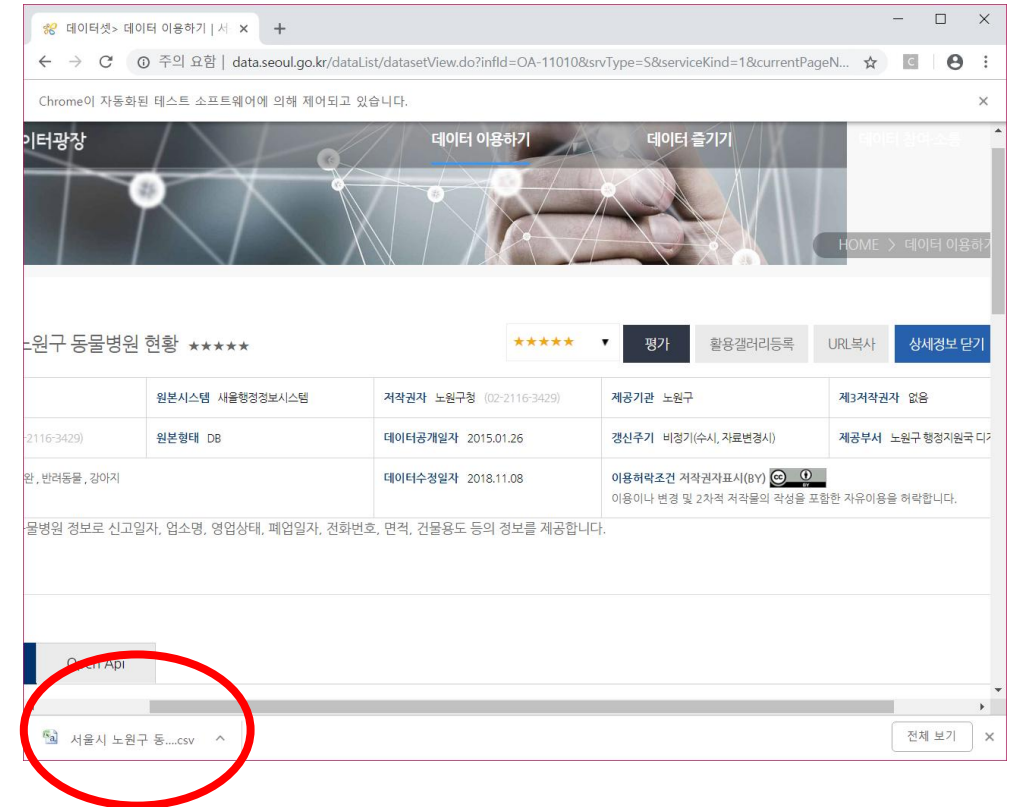 데이터셋> 데이터 이용하기 | 서
주의 요함 | data.seoul.go.kr/dataList/datasetView.do?infId=OA-11010&srvType=S&serviceKind=1&currentPageN...
Chrome이 자동화된 테스트 소프트웨어에 의해 제어되고 있습니다.
이터광장 데이터 이용하기 데이터 즐기기 데이터 참여·소통
HOME > 데이터 이용하기
노원구 동물병원 현황 ★★★★★ ★★★★★ ▼ 평가 활용갤러리등록 URL복사 상세정보 닫기
원본시스템 새올행정정보시스템 저작권자 노원구청 (02-2116-3429) 제공기관 노원구 제3저작권자 없음
-2116-3429) 원본형태 DB 데이터공개일자 2015.01.26 갱신주기 비정기(수시, 자료변경시) 제공부서 노원구 행정지원국 디지
완 , 반려동물 , 강아지 데이터수정일자 2018.11.08 이용허락조건 저작권자표시(BY) cc BY
이용이나 변경 및 2차적 저작물의 작성을 포함한 자유이용을 허락합니다.
물병원 정보로 신고일자, 업소명, 영업상태, 폐업일자, 전화번호, 면적, 건물용도 등의 정보를 제공합니다.
Open Api
서울시 노원구 동....csv 전체 보기